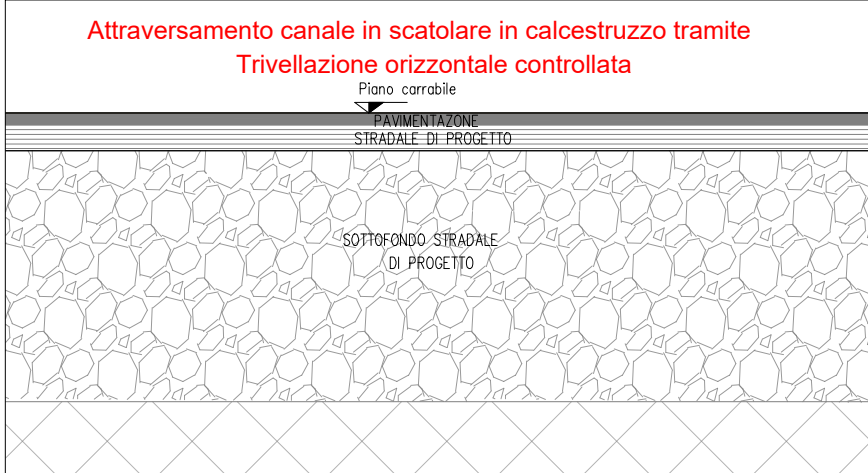 Attraversamento canale in scatolare in calcestruzzo tramite
Trivellazione orizzontale controllata
Piano carrabile
PAVIMENTAZONE
STRADALE DI PROGETTO
SOTTOFONDO STRADALE
DI PROGETTO